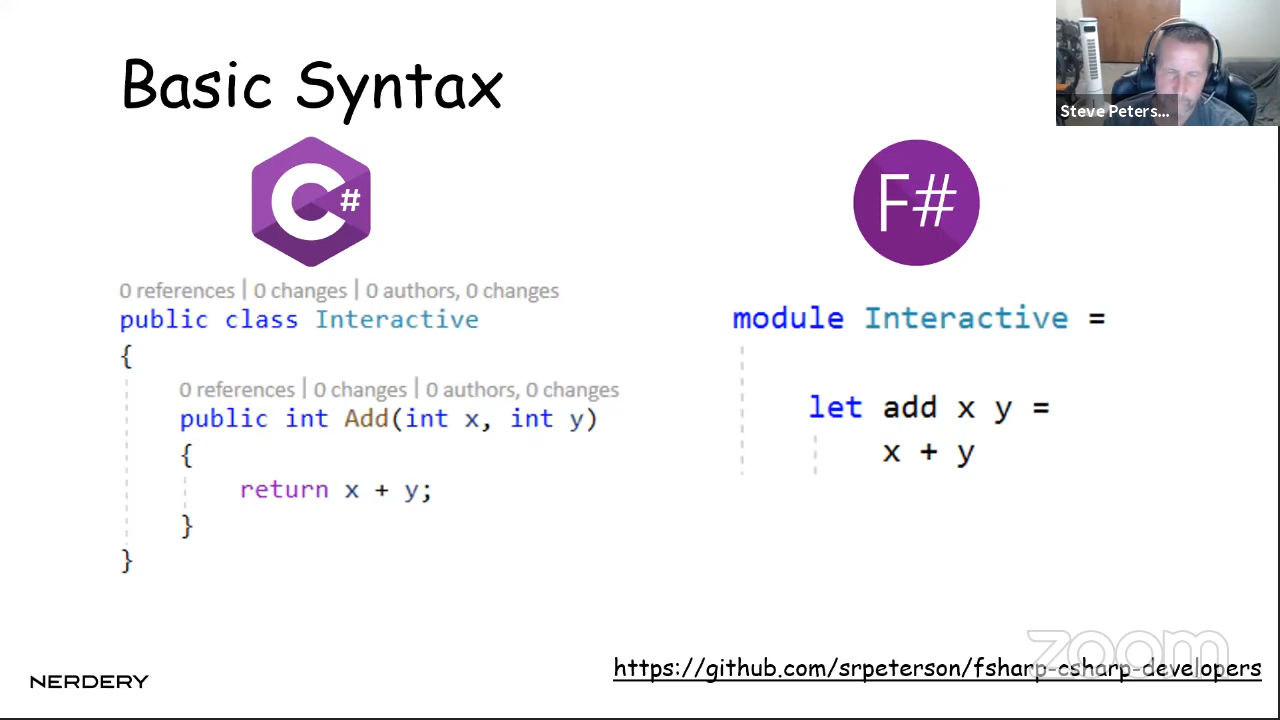 Basic Syntax
Steve Peters...
C#
F#
0 references | 0 changes | 0 authors, 0 changes
public class Interactive
{
0 references | 0 changes | 0 authors, 0 changes
public int Add(int x, int y)
{
return x + y;
}
}
module Interactive =
let add x y =
x + y
zoom
NERDERY
https://github.com/srpeterson/fsharp-csharp-developers